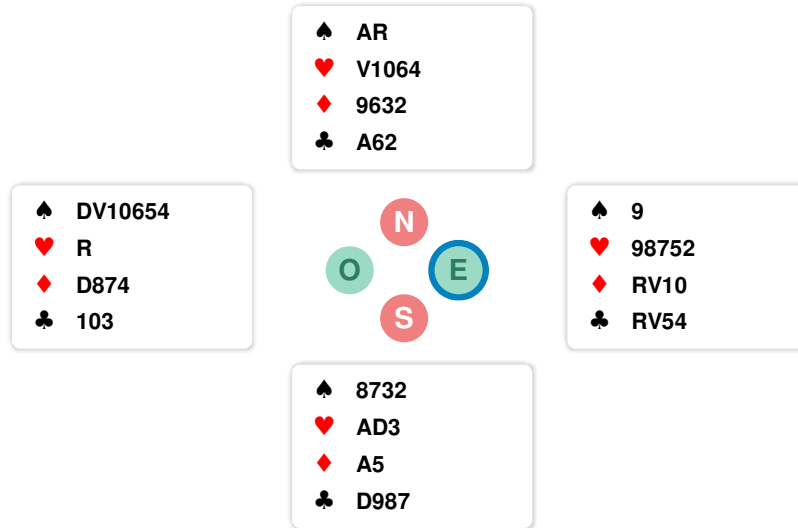 ♠ AR
♥ V1064
♦ 9632
♣ A62
♠ DV10654
♥ R
♦ D874
♣ 103
N
O E
S
♠ 9
♥ 98752
♦ RV10
♣ RV54
♠ 8732
♥ AD3
♦ A5
♣ D987